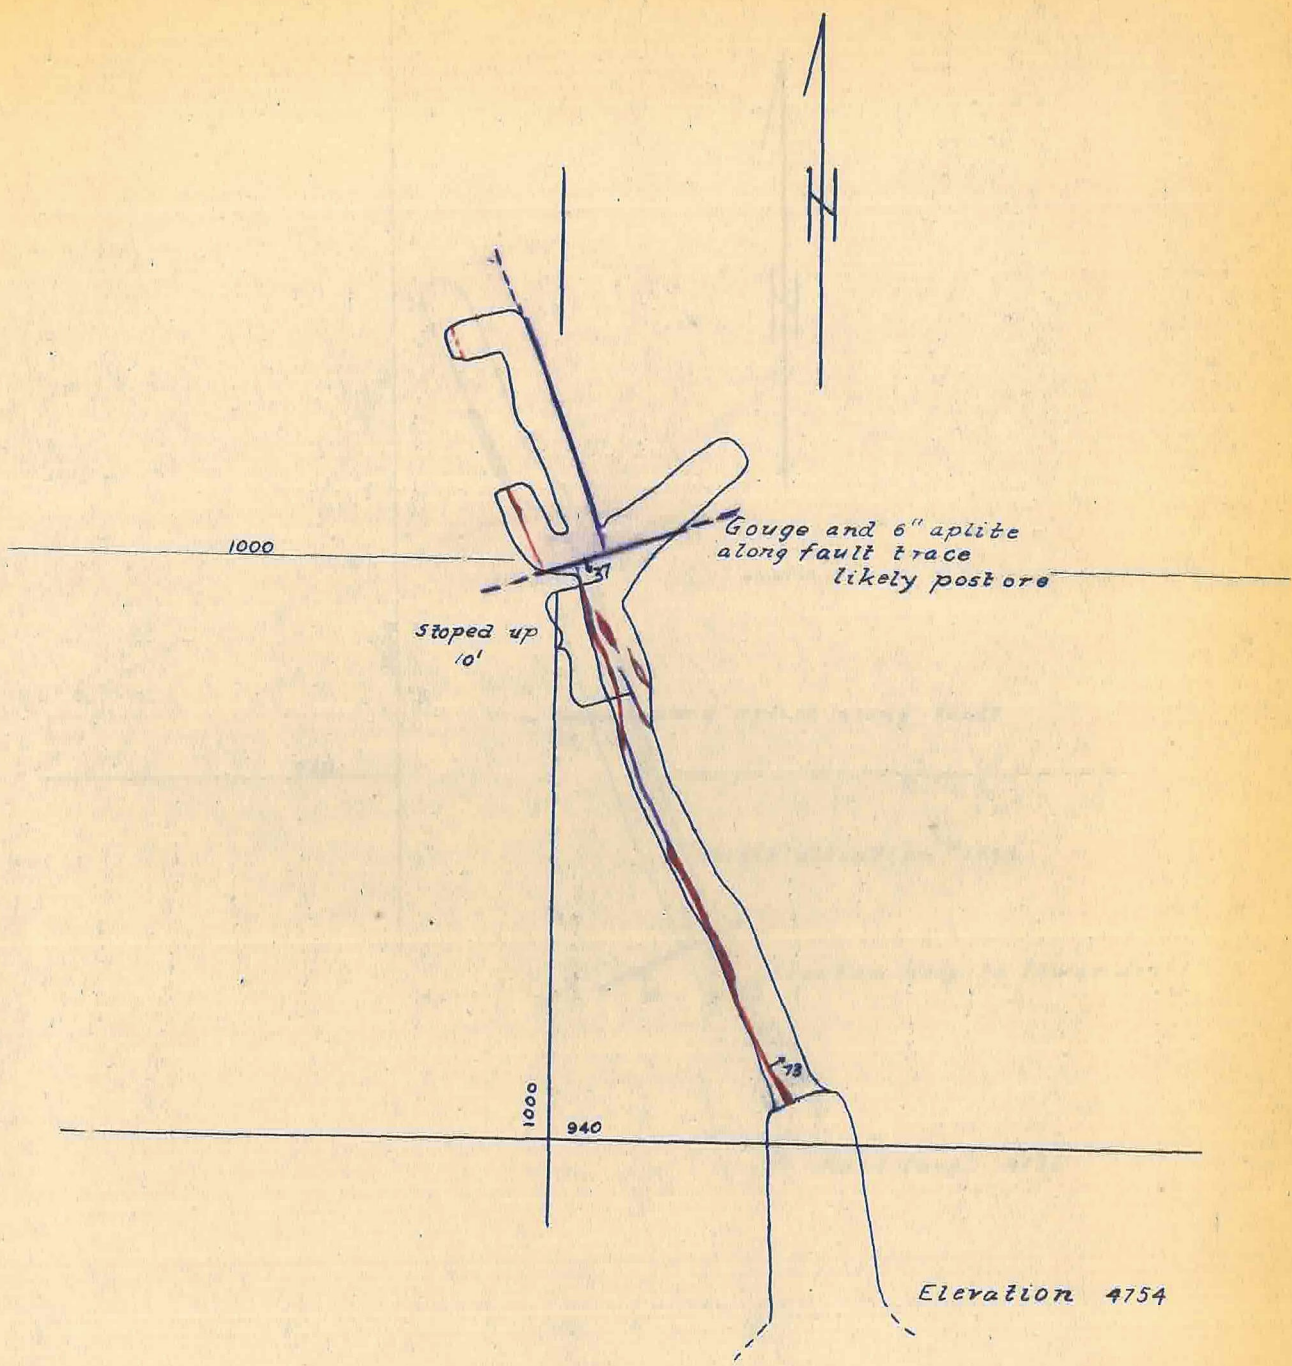 N
1000
Gouge and 6" aplite
along fault trace
likely post ore
37
Stoped up
10'
73
1000
940
Elevation 4754